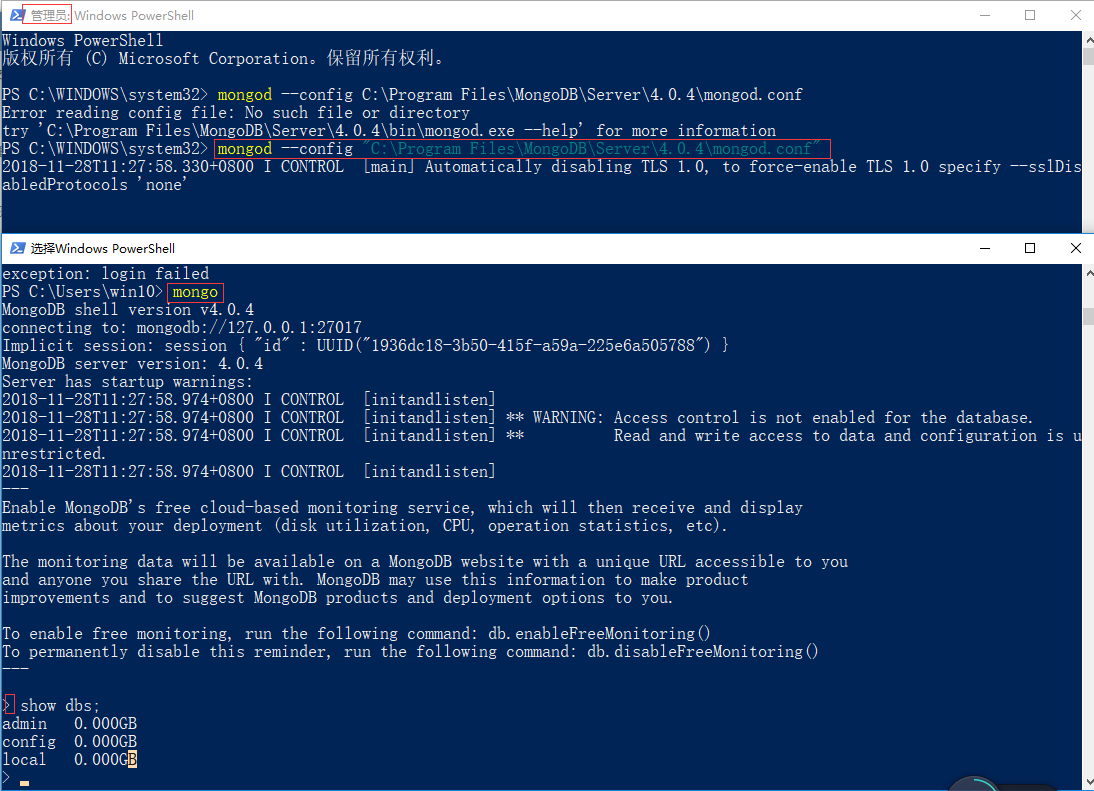 管理员: Windows PowerShell
Windows PowerShell
版权所有 (C) Microsoft Corporation。保留所有权利。
PS C:\WINDOWS\system32> mongod --config C:\Program Files\MongoDB\Server\4.0.4\mongod.conf
Error reading config file: No such file or directory
try 'C:\Program Files\MongoDB\Server\4.0.4\bin\mongod.exe --help' for more information
PS C:\WINDOWS\system32> mongod --config "C:\Program Files\MongoDB\Server\4.0.4\mongod.conf"
2018-11-28T11:27:58.330+0800 I CONTROL  [main] Automatically disabling TLS 1.0, to force-enable TLS 1.0 specify --sslDis
abledProtocols 'none'
选择Windows PowerShell
exception: login failed
PS C:\Users\win10> mongo
MongoDB shell version v4.0.4
connecting to: mongodb://127.0.0.1:27017
Implicit session: session { "id" : UUID("1936dc18-3b50-415f-a59a-225e6a505788") }
MongoDB server version: 4.0.4
Server has startup warnings:
2018-11-28T11:27:58.974+0800 I CONTROL  [initandlisten]
2018-11-28T11:27:58.974+0800 I CONTROL  [initandlisten] ** WARNING: Access control is not enabled for the database.
2018-11-28T11:27:58.974+0800 I CONTROL  [initandlisten] **          Read and write access to data and configuration is u
nrestricted.
2018-11-28T11:27:58.974+0800 I CONTROL  [initandlisten]
---
Enable MongoDB's free cloud-based monitoring service, which will then receive and display
metrics about your deployment (disk utilization, CPU, operation statistics, etc).
The monitoring data will be available on a MongoDB website with a unique URL accessible to you
and anyone you share the URL with. MongoDB may use this information to make product
improvements and to suggest MongoDB products and deployment options to you.
To enable free monitoring, run the following command: db.enableFreeMonitoring()
To permanently disable this reminder, run the following command: db.disableFreeMonitoring()
---
> show dbs;
admin   0.000GB
config  0.000GB
local   0.000GB
>